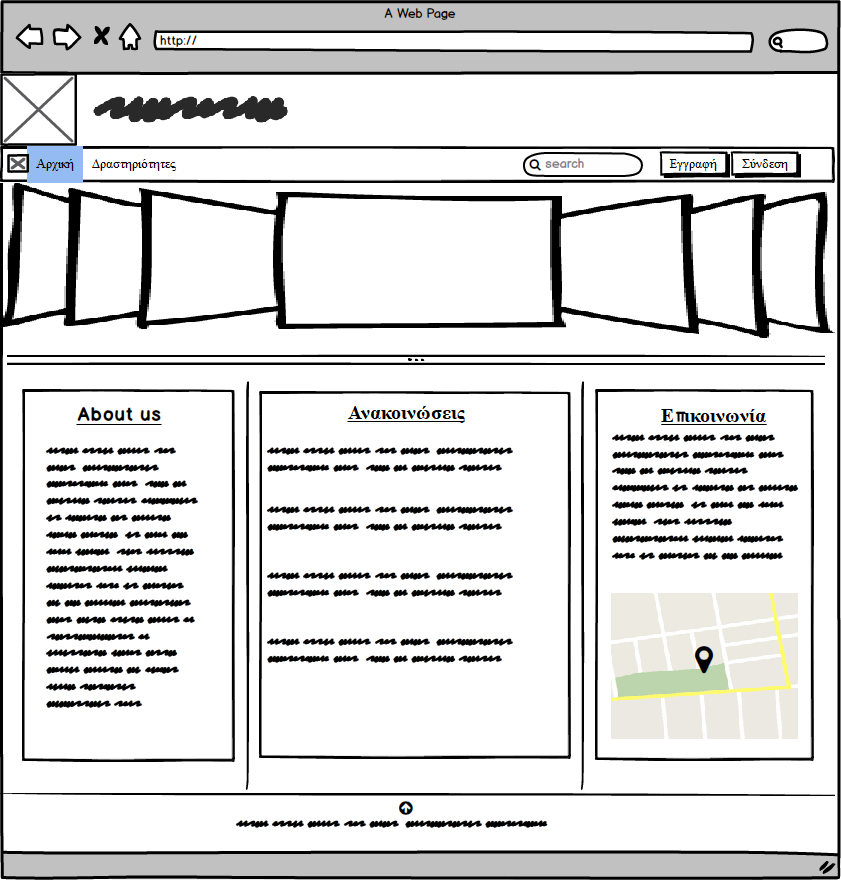 A Web Page
http://
Αρχική Δραστηριότητες search Εγγραφή Σύνδεση
About us
Ανακοινώσεις
Επικοινωνία